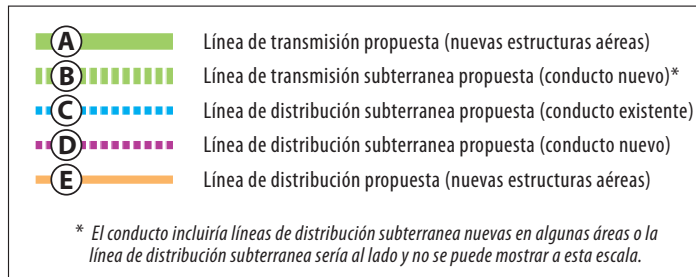 A Línea de transmisión propuesta (nuevas estructuras aéreas)
B Línea de transmisión subterranea propuesta (conducto nuevo)*
C Línea de distribución subterranea propuesta (conducto existente)
D Línea de distribución subterranea propuesta (conducto nuevo)
E Línea de distribución propuesta (nuevas estructuras aéreas)
* El conducto incluiría líneas de distribución subterranea nuevas en algunas áreas o la
línea de distribución subterranea sería al lado y no se puede mostrar a esta escala.